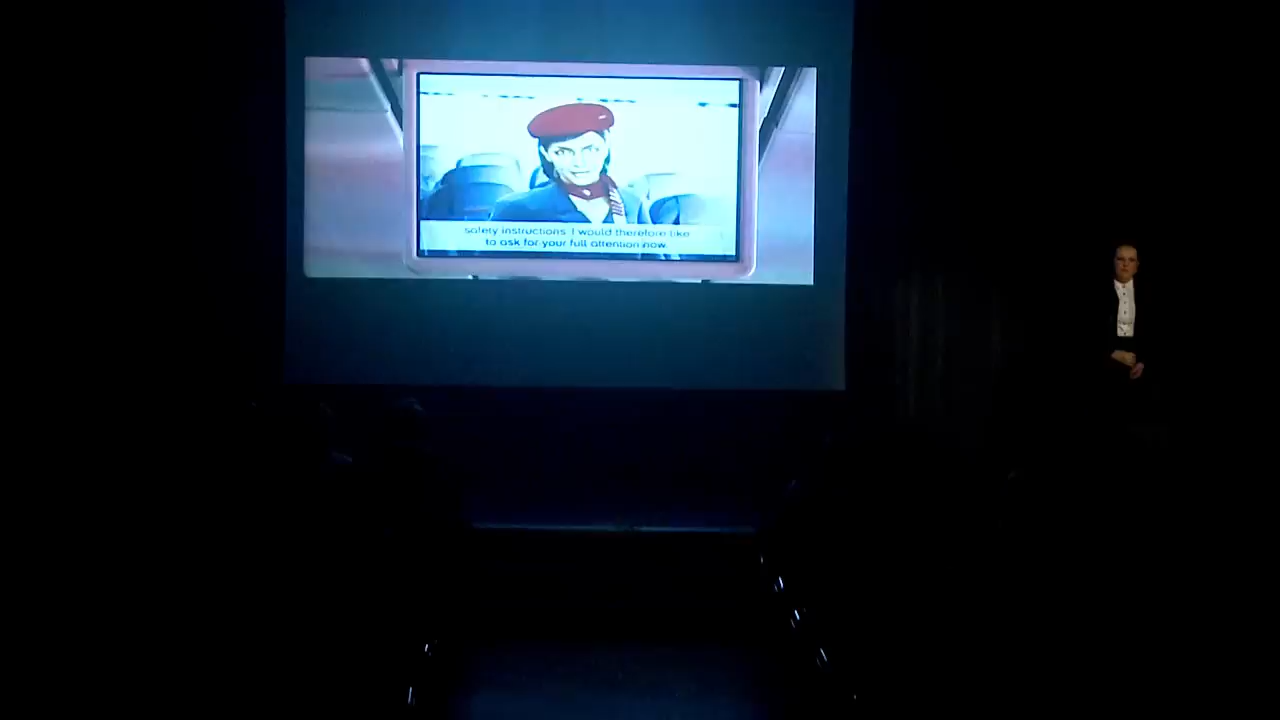 safety instructions. I would therefore like
to ask for your full attention now.